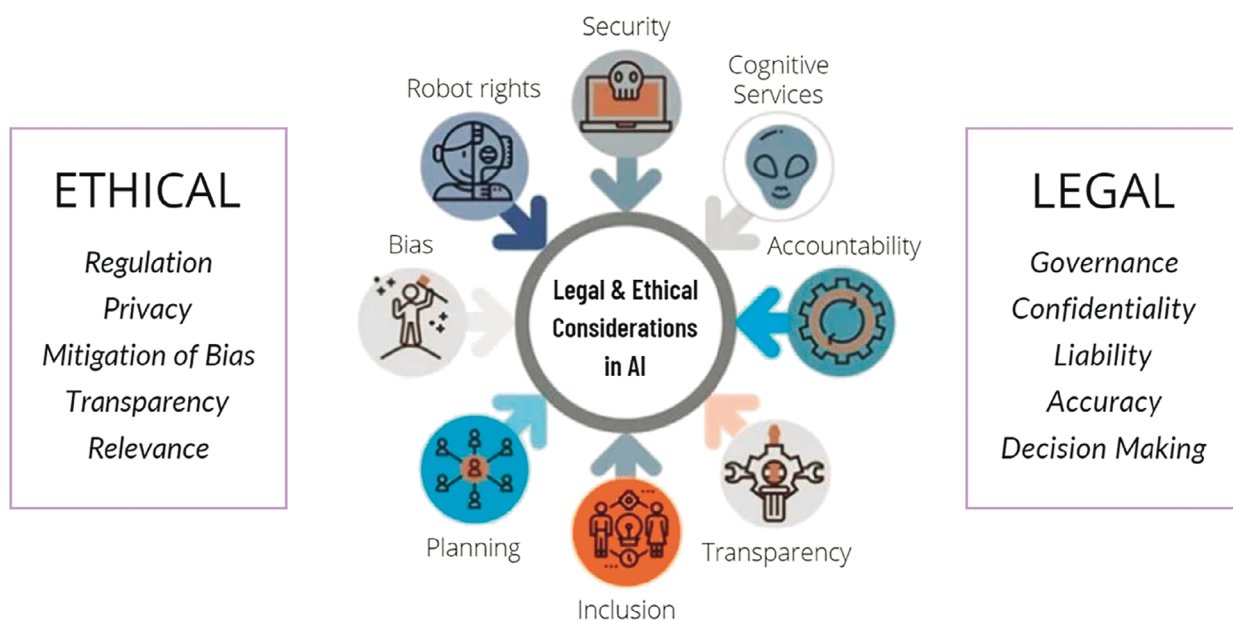 ETHICAL
Regulation
Privacy
Mitigation of Bias
Transparency
Relevance
Security
Robot rights
Cognitive
Services
Bias
Accountability
Legal & Ethical
Considerations
in AI
Planning
Transparency
Inclusion
LEGAL
Governance
Confidentiality
Liability
Accuracy
Decision Making